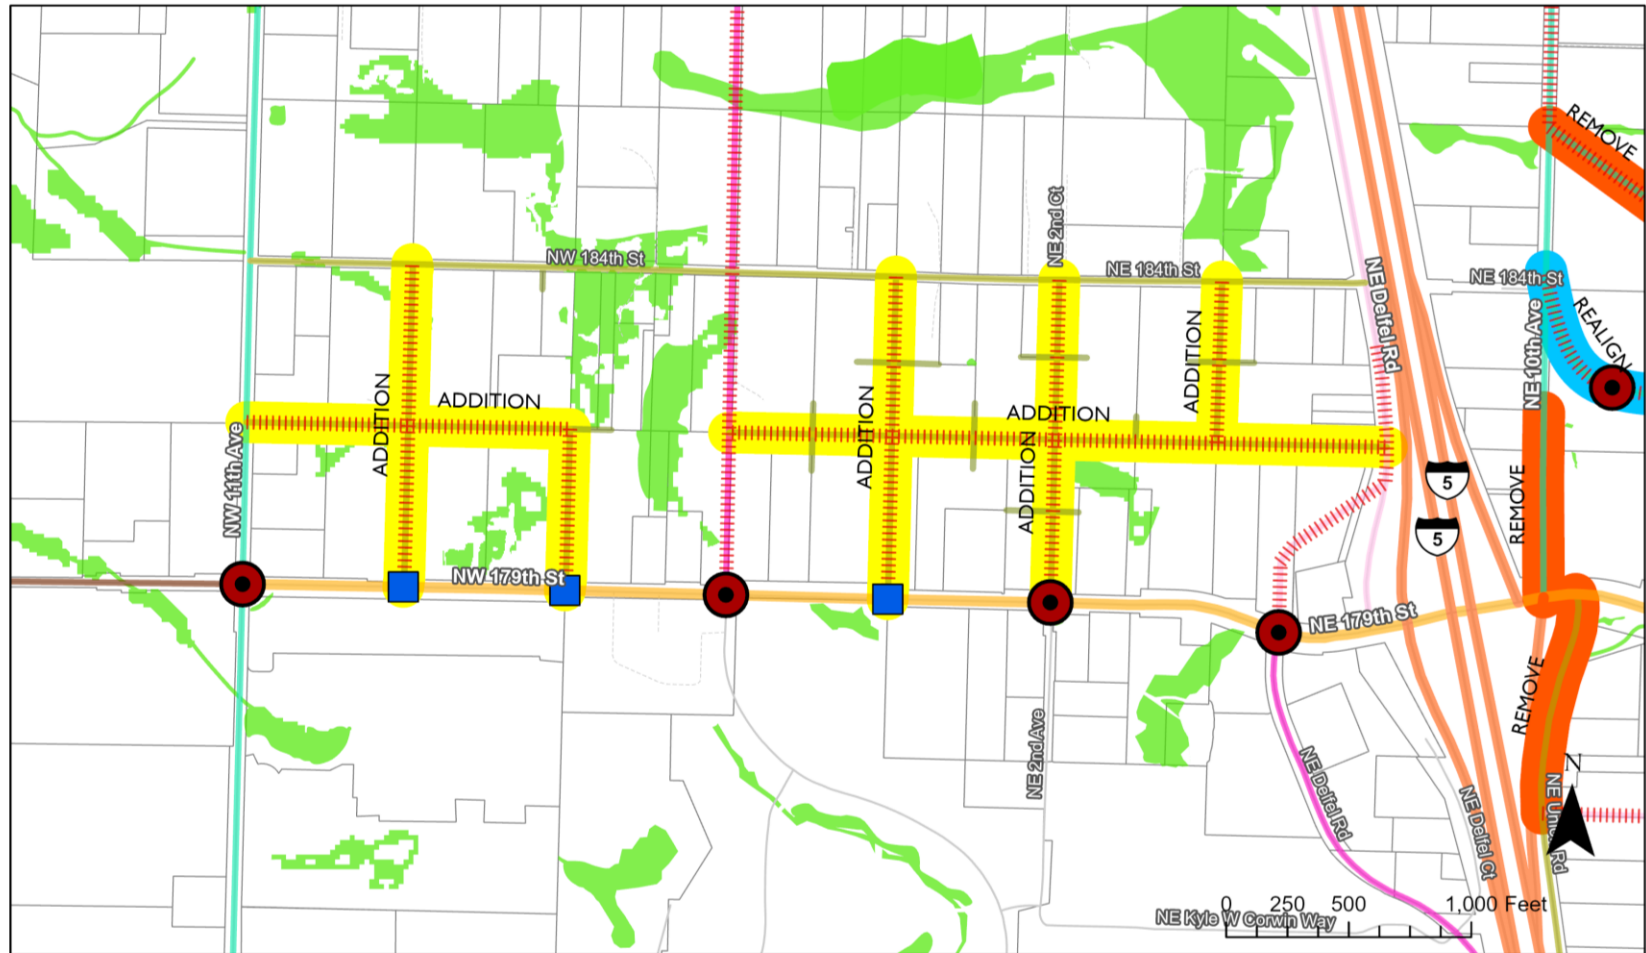 REMOVE
NE 2nd Ct
NW 184th St
NE 184th St
NE 184th St
NE Delfel Rd
NE 10th Ave
REALIGN
ADDITION
ADDITION
ADDITION
ADDITION
ADDITION
ADDITION
NW 11th Ave
5
5
REMOVE
NW 179th St
NE 179th St
REMOVE
NE 2nd Ave
NE Delfel Rd
NE Delfel Ct
N
0 250 500 1,000 Feet
NE Kyle W Corwin Way